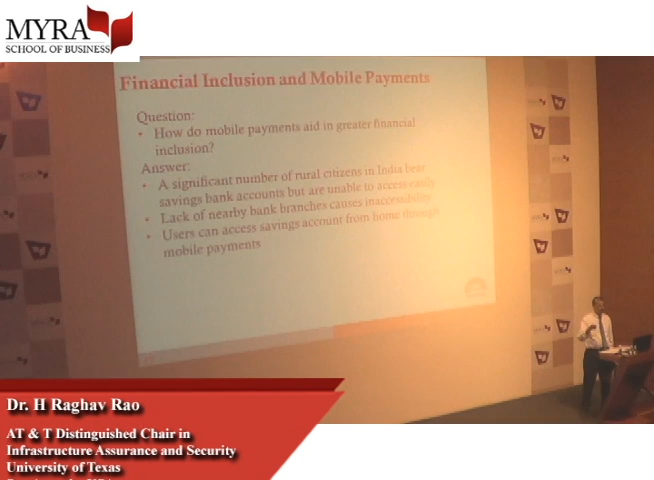 MYRA
SCHOOL OF BUSINESS
Financial Inclusion and Mobile Payments
Question:
• How do mobile payments aid in greater financial
inclusion?
Answer:
• A significant number of rural citizens in India bear
savings bank accounts but are unable to access easily
• Lack of nearby bank branches causes inaccessibility
• Users can access savings account from home through
mobile payments
Dr. H Raghav Rao
AT & T Distinguished Chair in
Infrastructure Assurance and Security
University of Texas